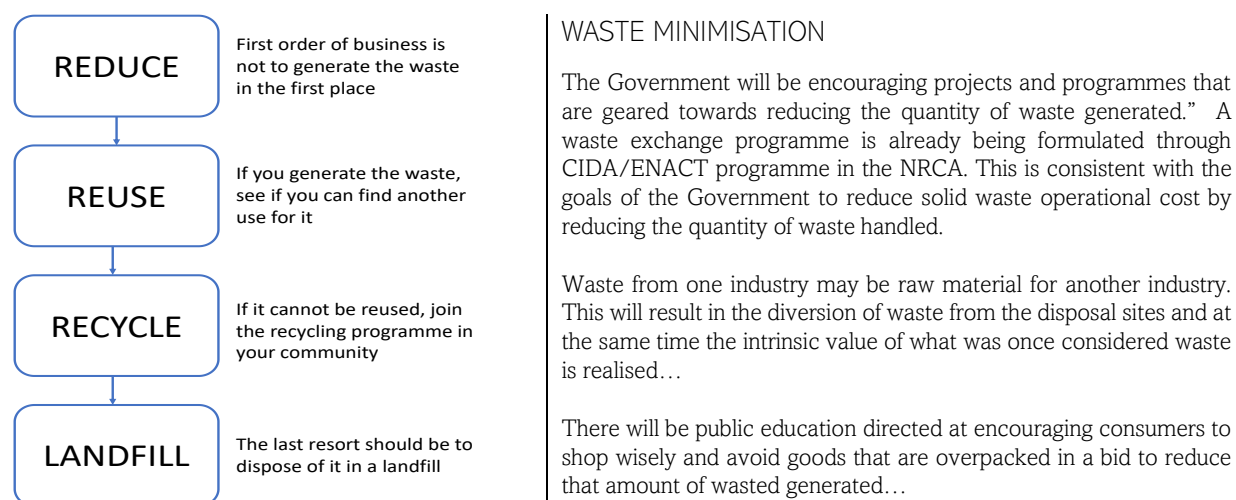 REDUCE
First order of business is
not to generate the waste
in the first place
REUSE
If you generate the waste,
see if you can find another
use for it
RECYCLE
If it cannot be reused, join
the recycling programme in
your community
LANDFILL
The last resort should be to
dispose of it in a landfill
WASTE MINIMISATION
The Government will be encouraging projects and programmes that
are geared towards reducing the quantity of waste generated.” A
waste exchange programme is already being formulated through
CIDA/ENACT programme in the NRCA. This is consistent with the
goals of the Government to reduce solid waste operational cost by
reducing the quantity of waste handled.
Waste from one industry may be raw material for another industry.
This will result in the diversion of waste from the disposal sites and at
the same time the intrinsic value of what was once considered waste
is realised…
There will be public education directed at encouraging consumers to
shop wisely and avoid goods that are overpacked in a bid to reduce
that amount of wasted generated…